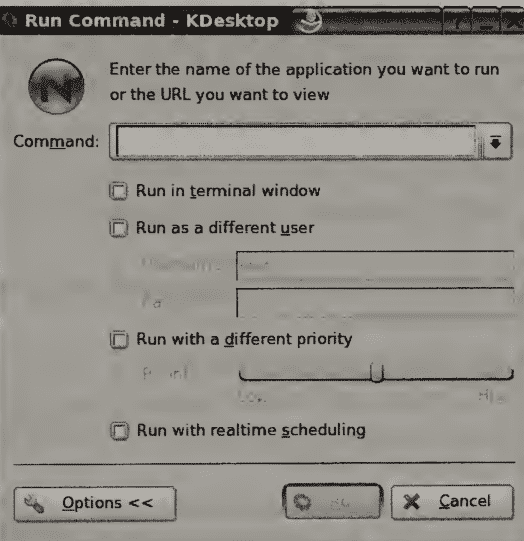 Run Command - KDesktop
Enter the name of the application you want to run
or the URL you want to view
Command:
Run in terminal window
Run as a different user
Run with a different priority
Run with realtime scheduling
Options <<
Cancel